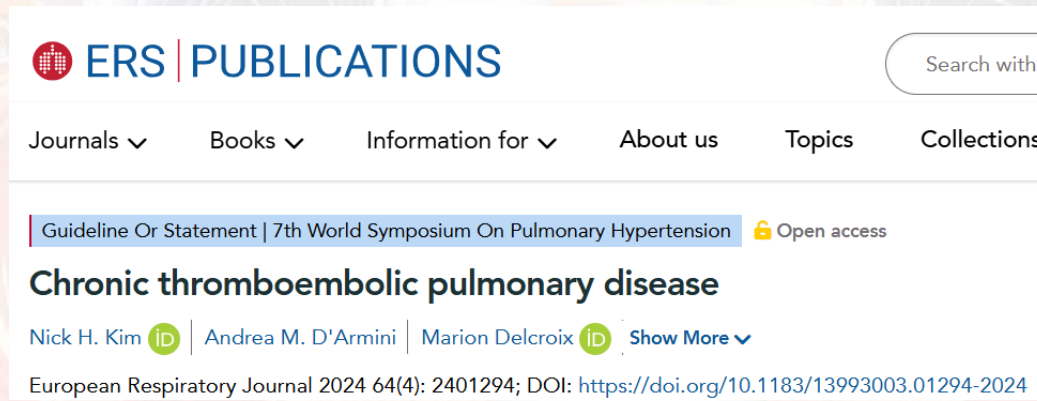 ERS | PUBLICATIONS
Search with
Journals Books Information for About us Topics Collections
Guideline Or Statement | 7th World Symposium On Pulmonary Hypertension Open access
Chronic thromboembolic pulmonary disease
Nick H. Kim iD Andrea M. D'Armini Marion Delcroix iD Show More
European Respiratory Journal 2024 64(4): 2401294; DOI: https://doi.org/10.1183/13993003.01294-2024